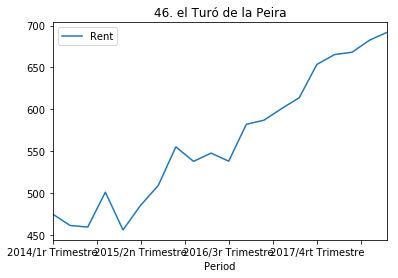 46. el Turó de la Peira
Rent
700
650
600
550
500
450
2014/1r Trimestre 2015/2n Trimestre 2016/3r Trimestre 2017/4rt Trimestre
Period